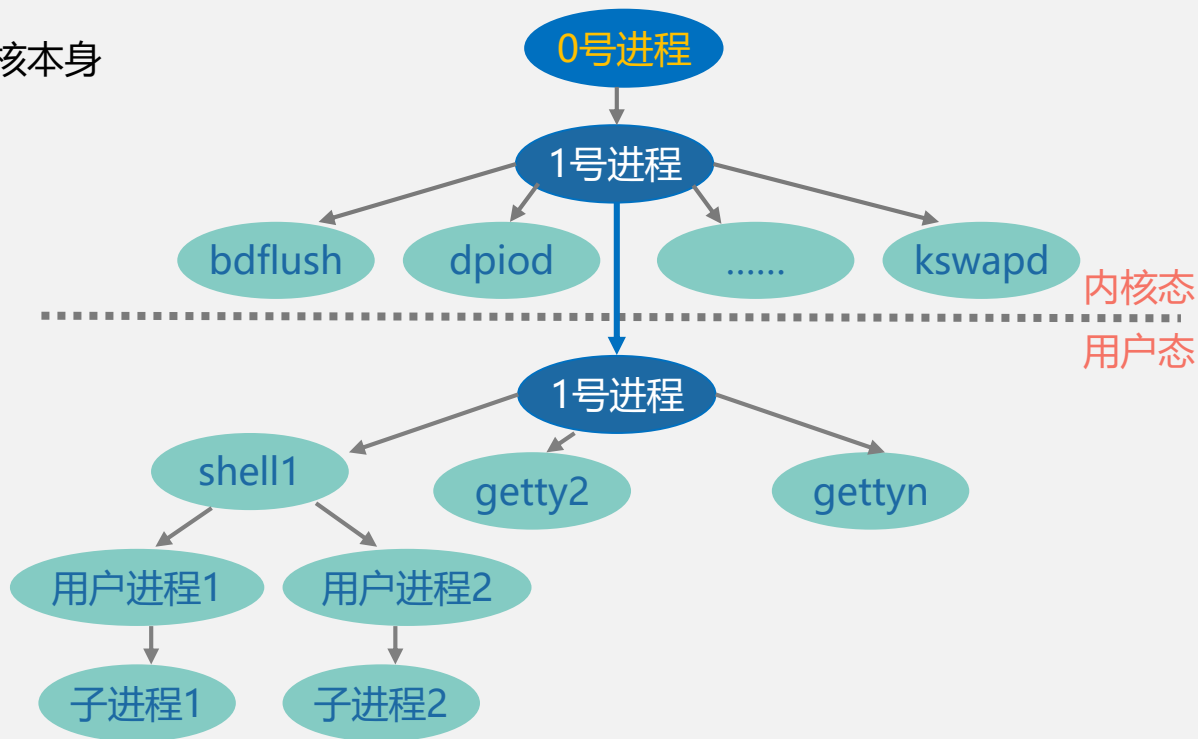 0号进程
核本身
1号进程
bdflush
dpiod
......
kswapd
内核态
用户态
1号进程
shell1
getty2
gettyn
用户进程1
用户进程2
子进程1
子进程2